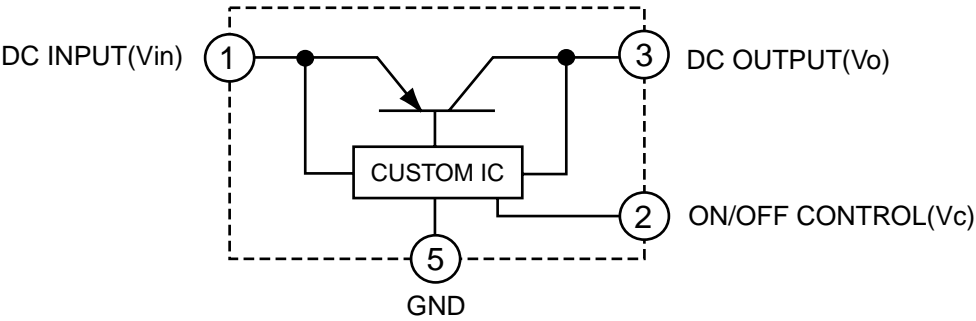 DC INPUT(Vin)
1
3
DC OUTPUT(Vo)
CUSTOM IC
2
ON/OFF CONTROL(Vc)
5
GND